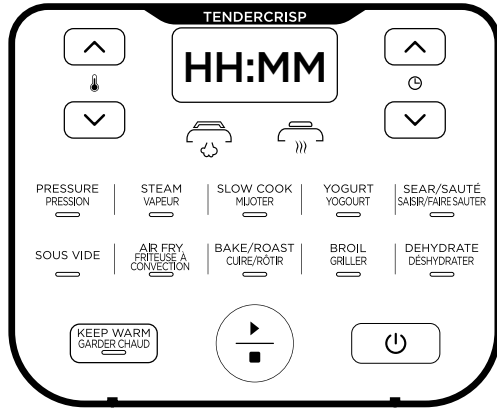 TENDERCRISP
HH:MM
PRESSURE
PRESSION
STEAM
VAPEUR
SLOW COOK
MIJOTER
YOGURT
YOGOURT
SEAR/SAUTÉ
SAISIR/FAIRE SAUTER
SOUS VIDE
AIR FRY
FRITEUSE À
CONVECTION
BAKE/ROAST
CUIRE/RÔTIR
BROIL
GRILLER
DEHYDRATE
DÉSHYDRATER
KEEP WARM
GARDER CHAUD